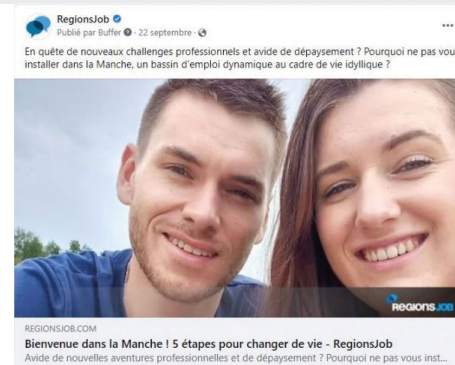 RegionsJob
Publié par Buffer · 22 septembre ·
En quête de nouveaux challenges professionnels et avide de dépaysement ? Pourquoi ne pas vou
installer dans la Manche, un bassin d'emploi dynamique au cadre de vie idyllique ?
REGIONSJOB
REGIONSJOB.COM
Bienvenue dans la Manche ! 5 étapes pour changer de vie - RegionsJob
Avide de nouvelles aventures professionnelles et de dépaysement ? Pourquoi ne pas vous inst...